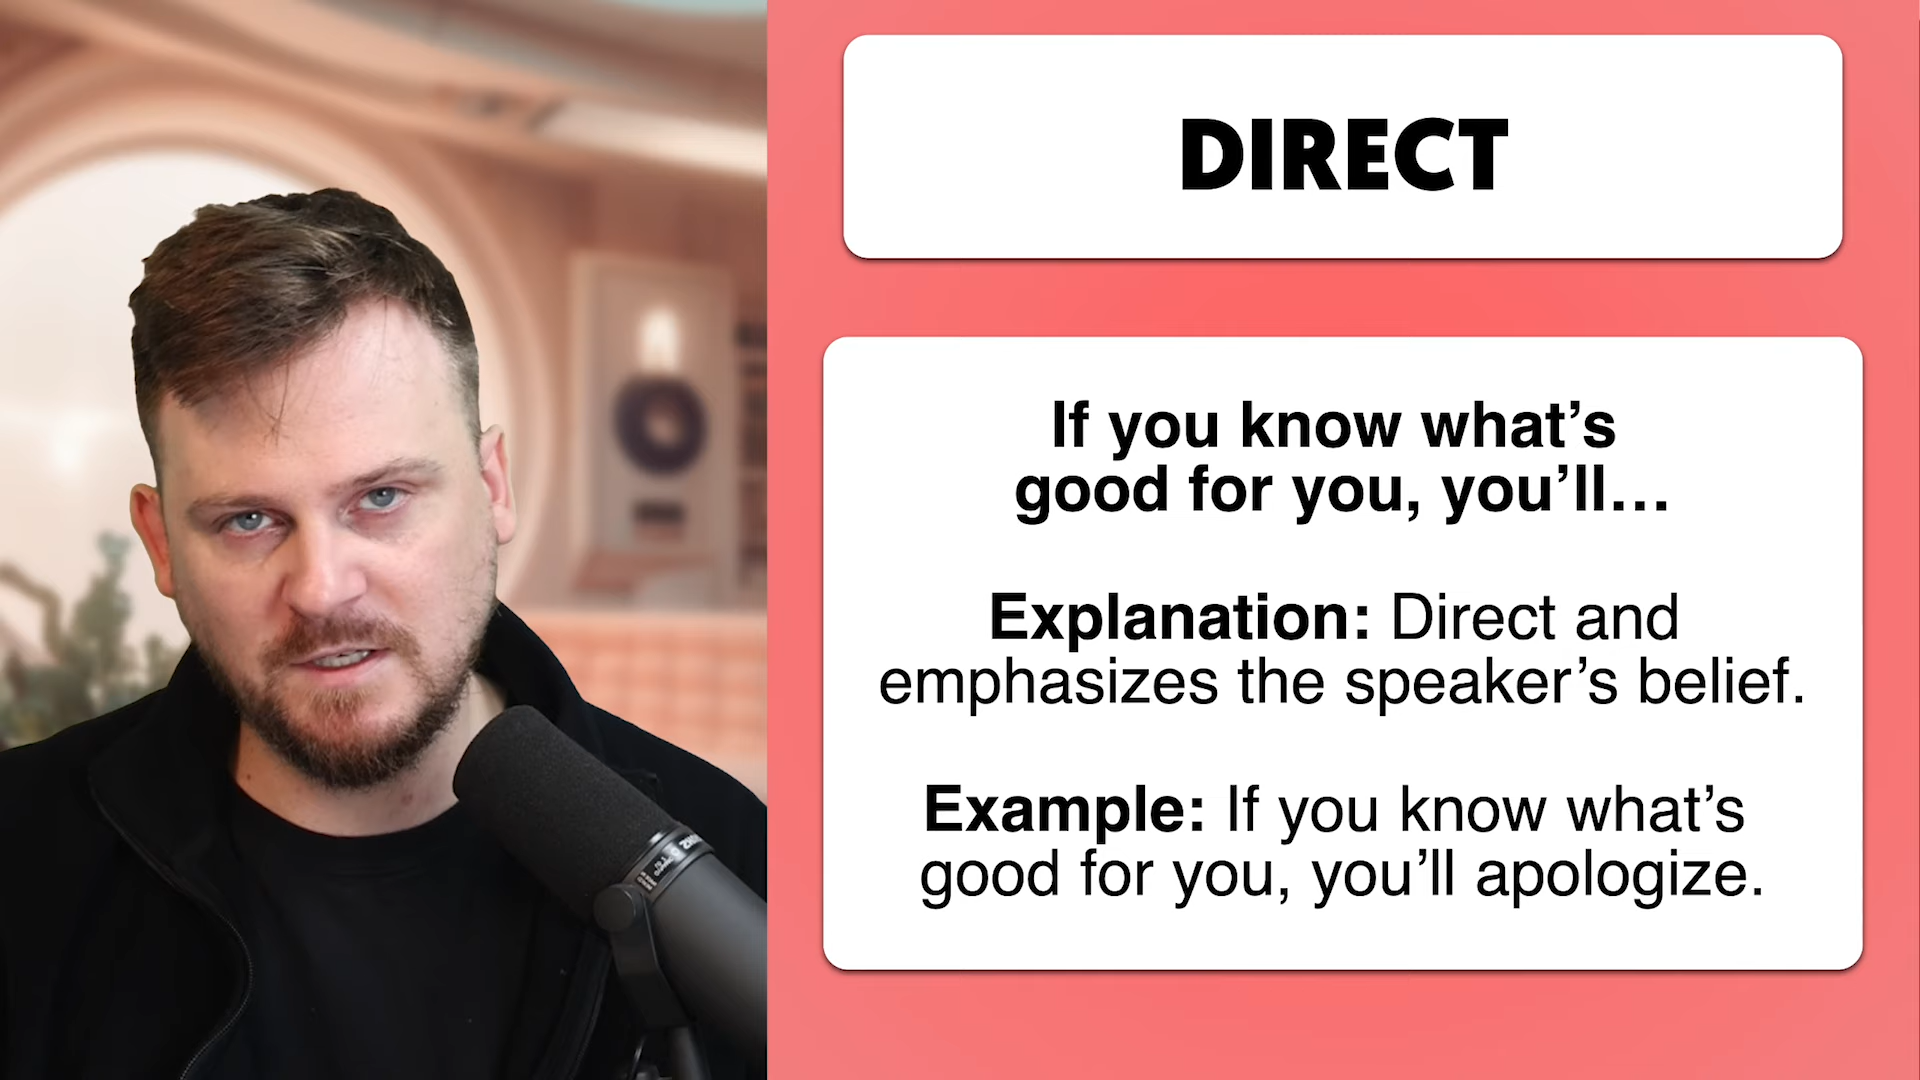 DIRECT
If you know what’s
good for you, you’ll…
Explanation: Direct and
emphasizes the speaker’s belief.
Example: If you know what’s
good for you, you’ll apologize.